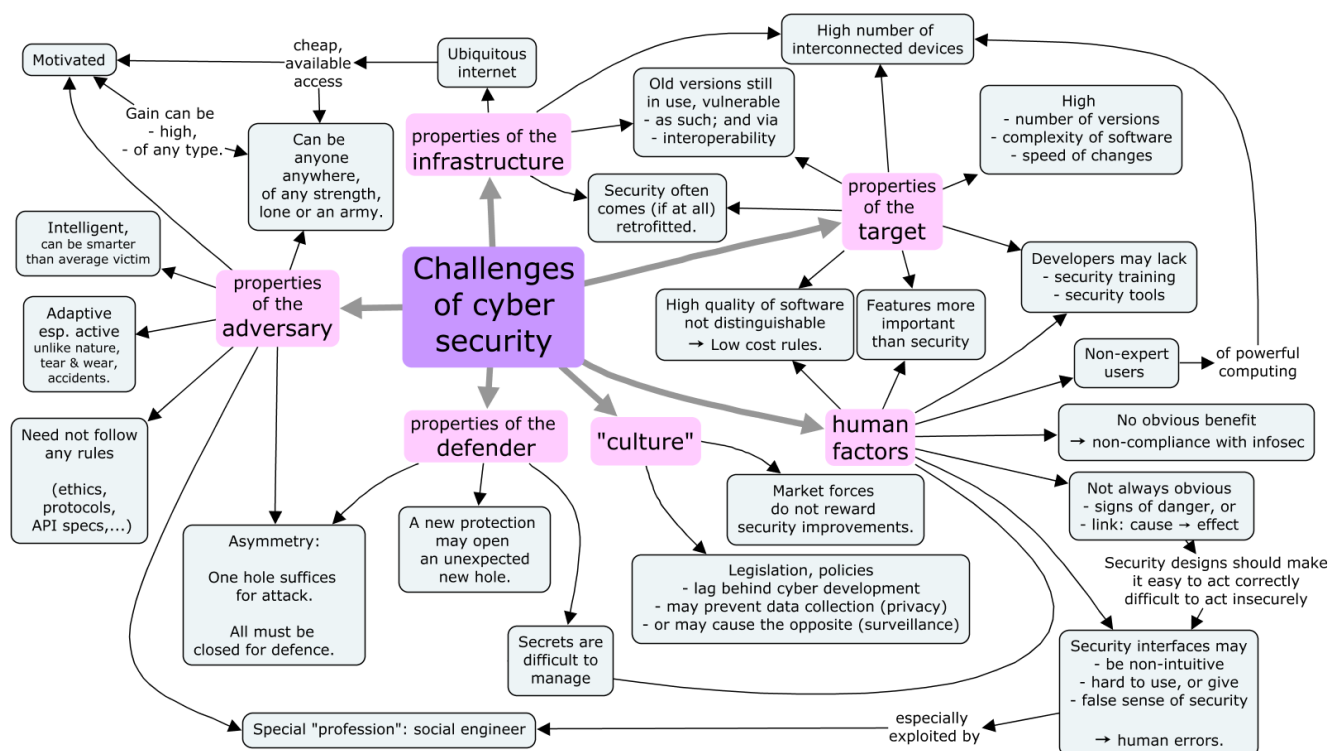 Motivated
cheap,
available
access
Ubiquitous
internet
High number of
interconnected devices
Gain can be
- high,
- of any type.
Can be
anyone
anywhere,
of any strength,
lone or an army.
properties of the
infrastructure
Old versions still
in use, vulnerable
- as such; and via
- interoperability
High
- number of versions
- complexity of software
- speed of changes
Security often
comes (if at all)
retrofitted.
properties
of the
target
Intelligent,
can be smarter
than average victim
properties
of the
adversary
Challenges
of cyber
security
Developers may lack
- security training
- security tools
Adaptive
esp. active
unlike nature,
tear & wear,
accidents.
High quality of software
not distinguishable
→ Low cost rules.
Features more
important
than security
Non-expert
users
of powerful
computing
Need not follow
any rules
(ethics,
protocols,
API specs,...)
properties of the
defender
"culture"
human
factors
No obvious benefit
→ non-compliance with infosec
Market forces
do not reward
security improvements.
Not always obvious
- signs of danger, or
- link: cause → effect
Asymmetry:
One hole suffices
for attack.
All must be
closed for defence.
A new protection
may open
an unexpected
new hole.
Legislation, policies
- lag behind cyber development
- may prevent data collection (privacy)
- or may cause the opposite (surveillance)
Security designs should make
it easy to act correctly
difficult to act insecurely
Secrets are
difficult to
manage
Security interfaces may
- be non-intuitive
- hard to use, or give
- false sense of security
→ human errors.
Special "profession": social engineer
especially
exploited by